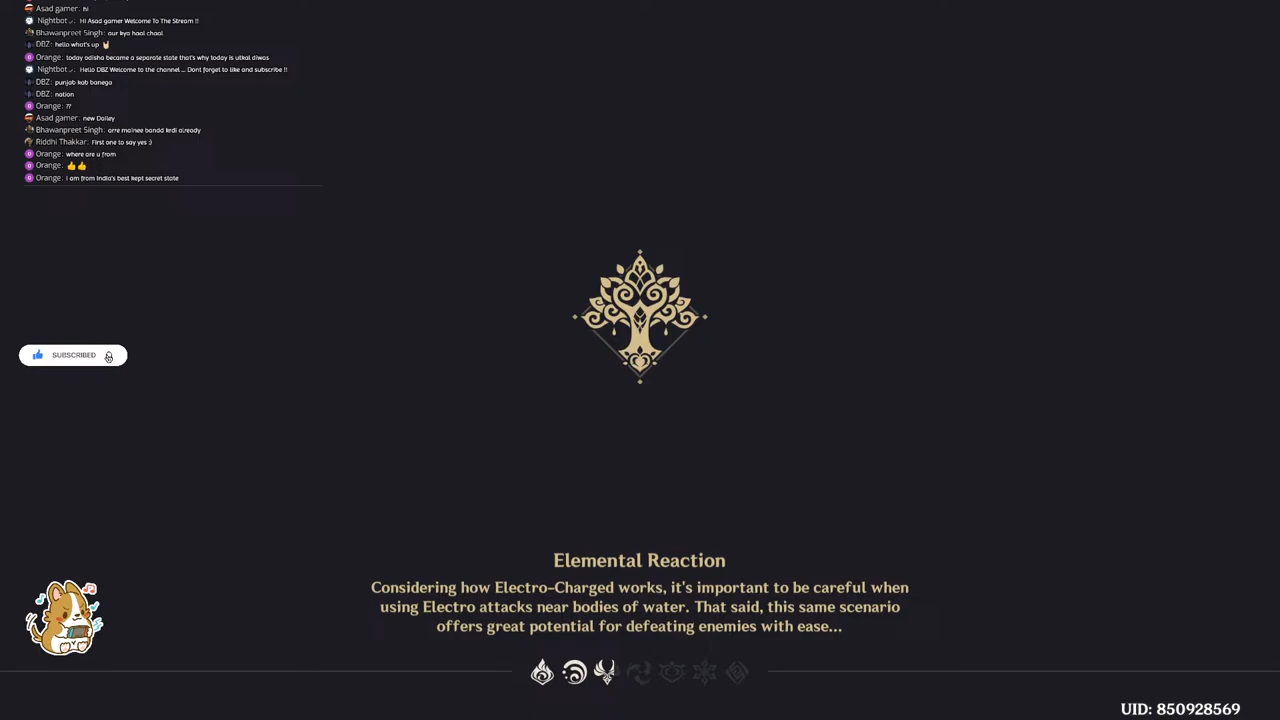 Asad gamer: hi
Nightbot: Hi Asad gamer Welcome To The Stream !!
Bhawanpreet Singh: aur kya haal chaal
DBZ: hello what's up 🤘🏻
Orange: today odisha became a separate state that's why today is utkal diwas
Nightbot: Hello DBZ Welcome to the channel ... Dont forget to like and subscribe !!
DBZ: punjab kab banega
DBZ: nation
Orange: ??
Asad gamer: new Dailey
Bhawanpreet Singh: arre mainee bandd krdi already
Riddhi Thakkar: First one to say yes :)
Orange: where are u from
Orange: 👍👍
Orange: I am from India's best kept secret state
SUBSCRIBED
Elemental Reaction
Considering how Electro-Charged works, it's important to be careful when
using Electro attacks near bodies of water. That said, this same scenario
offers great potential for defeating enemies with ease...
UID: 850928569